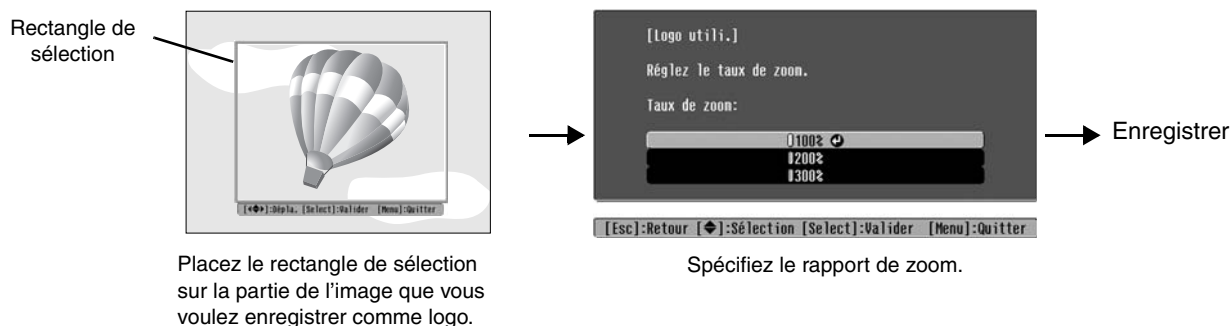 Rectangle de
sélection
[◄◆►]:Dépla. [Select]:Valider [Menu]:Quitter
Placez le rectangle de sélection
sur la partie de l'image que vous
voulez enregistrer comme logo.
[Logo utili.]
Réglez le taux de zoom.
Taux de zoom:
100%
200%
300%
[Esc]:Retour [◆]:Sélection [Select]:Valider [Menu]:Quitter
Spécifiez le rapport de zoom.
Enregistrer